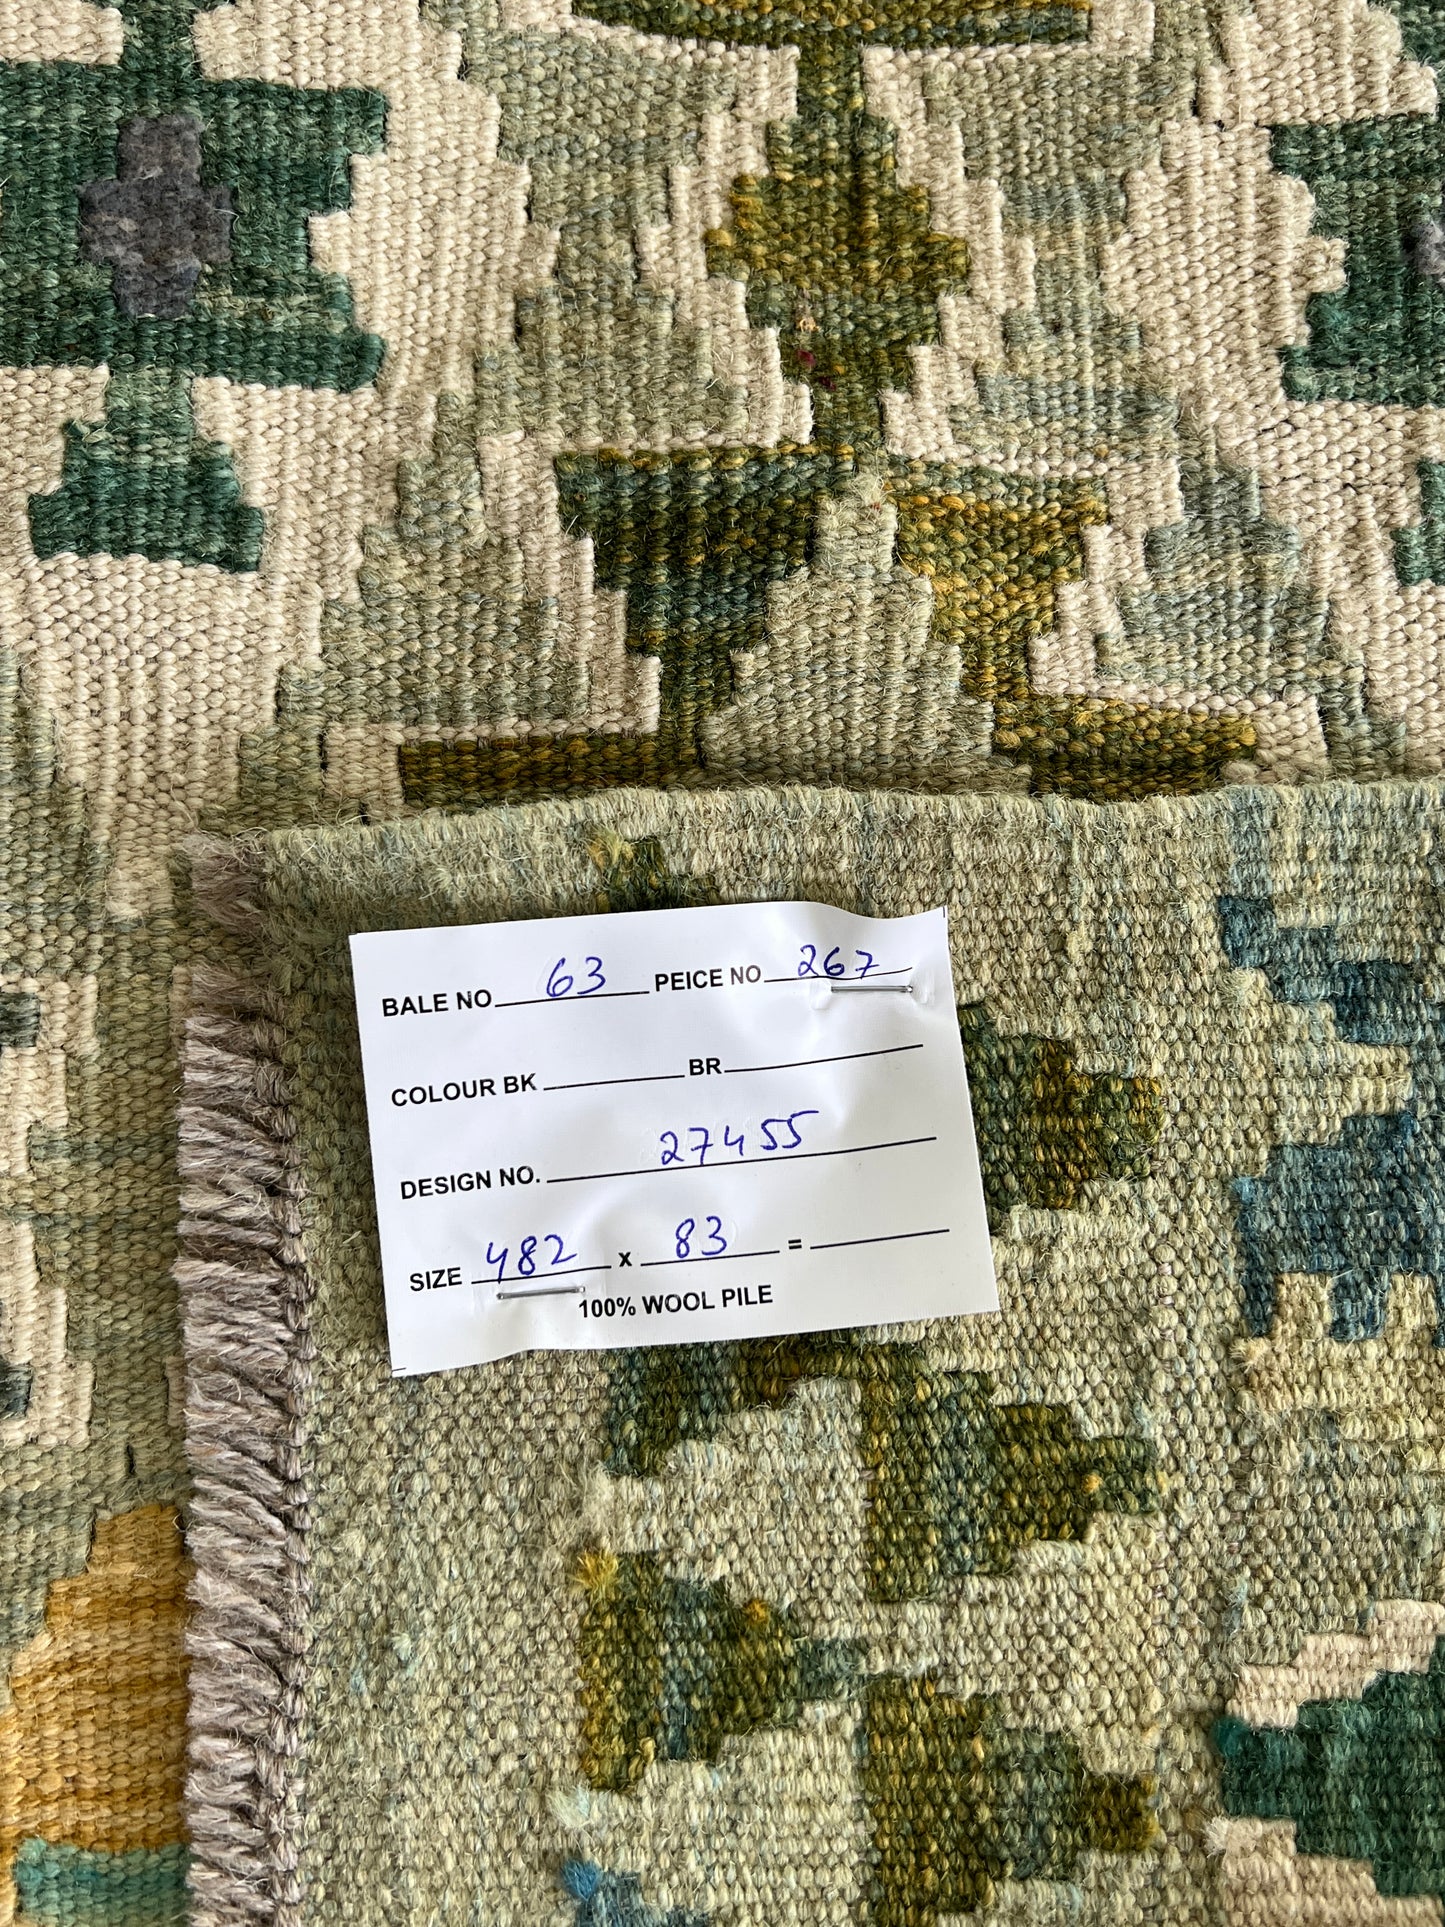 BALE NO 63 PEICE NO 267
COLOUR BK BR
DESIGN NO. 27455
SIZE 482 x 83 =
100% WOOL PILE